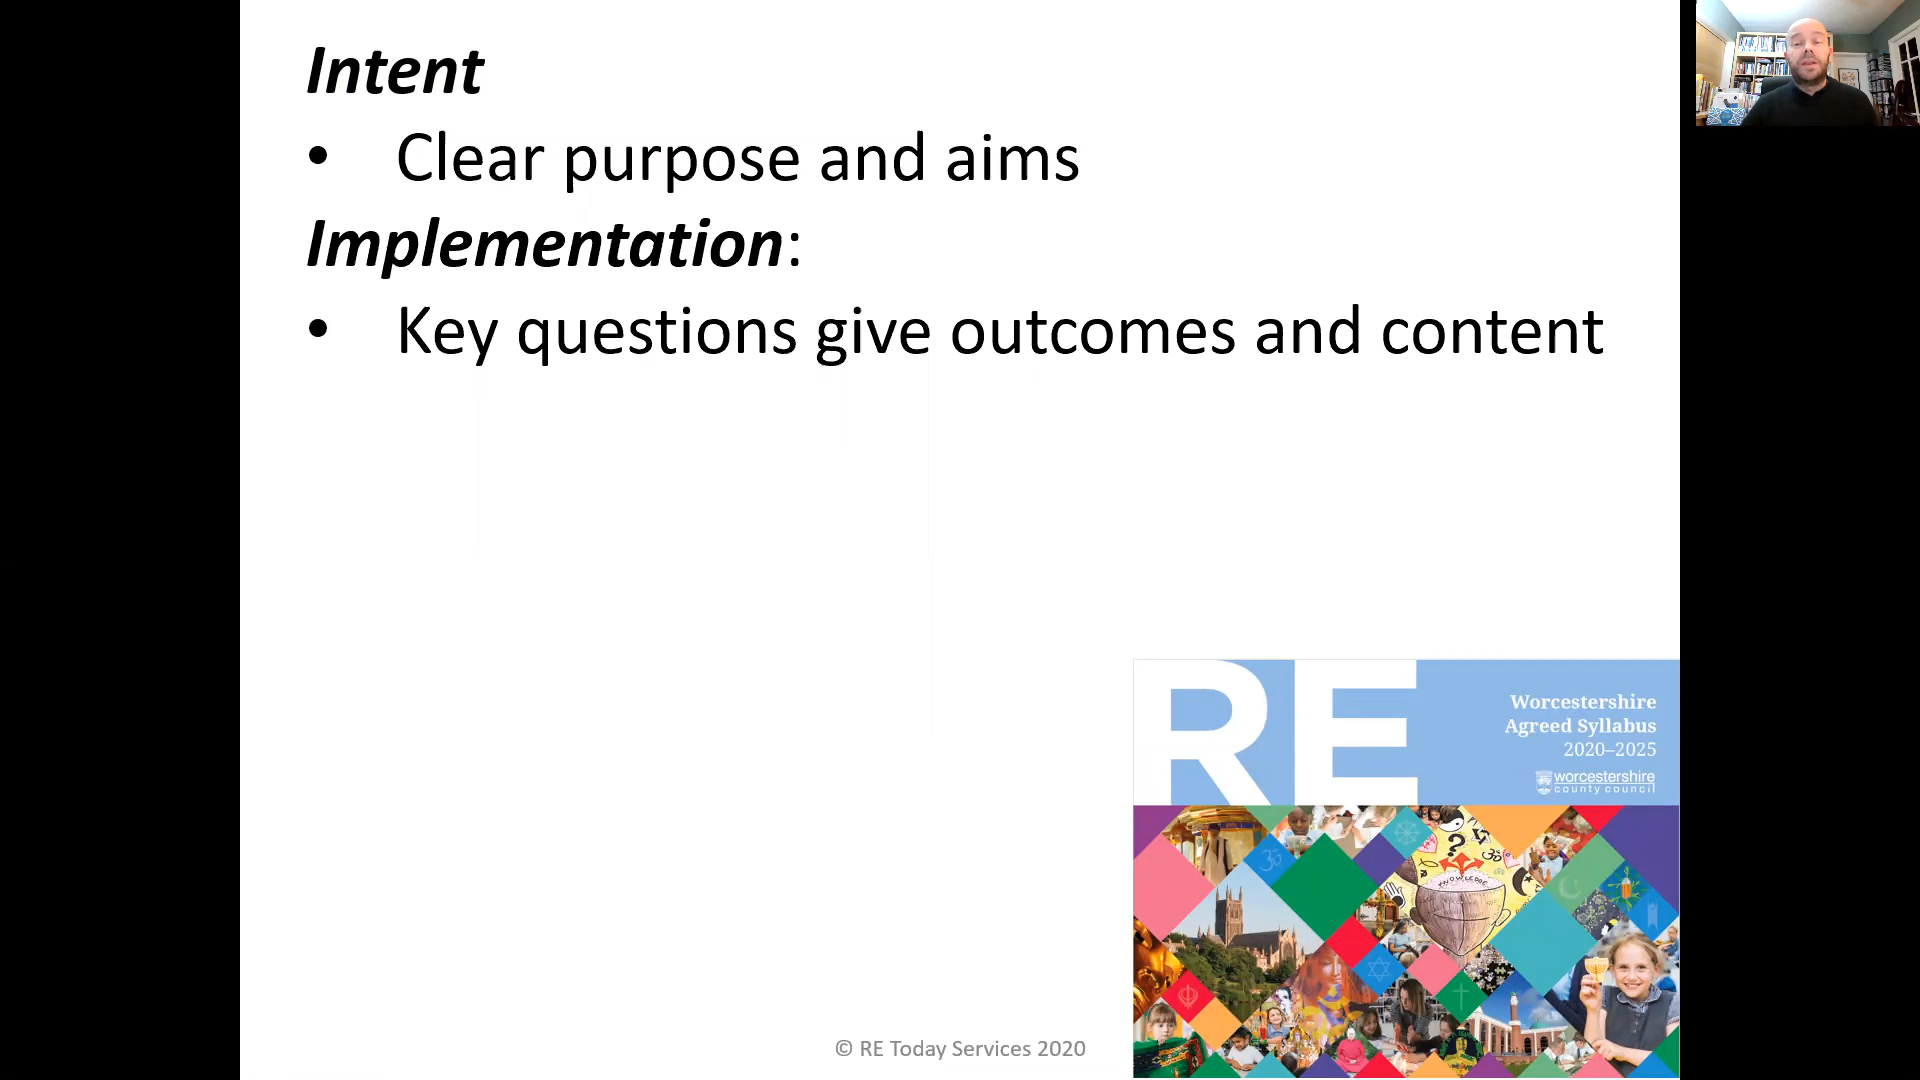 Intent
• Clear purpose and aims
Implementation:
• Key questions give outcomes and content
RE
Worcestershire
Agreed Syllabus
2020–2025
worcestershire
county council
?
KNOWLEDGE
© RE Today Services 2020